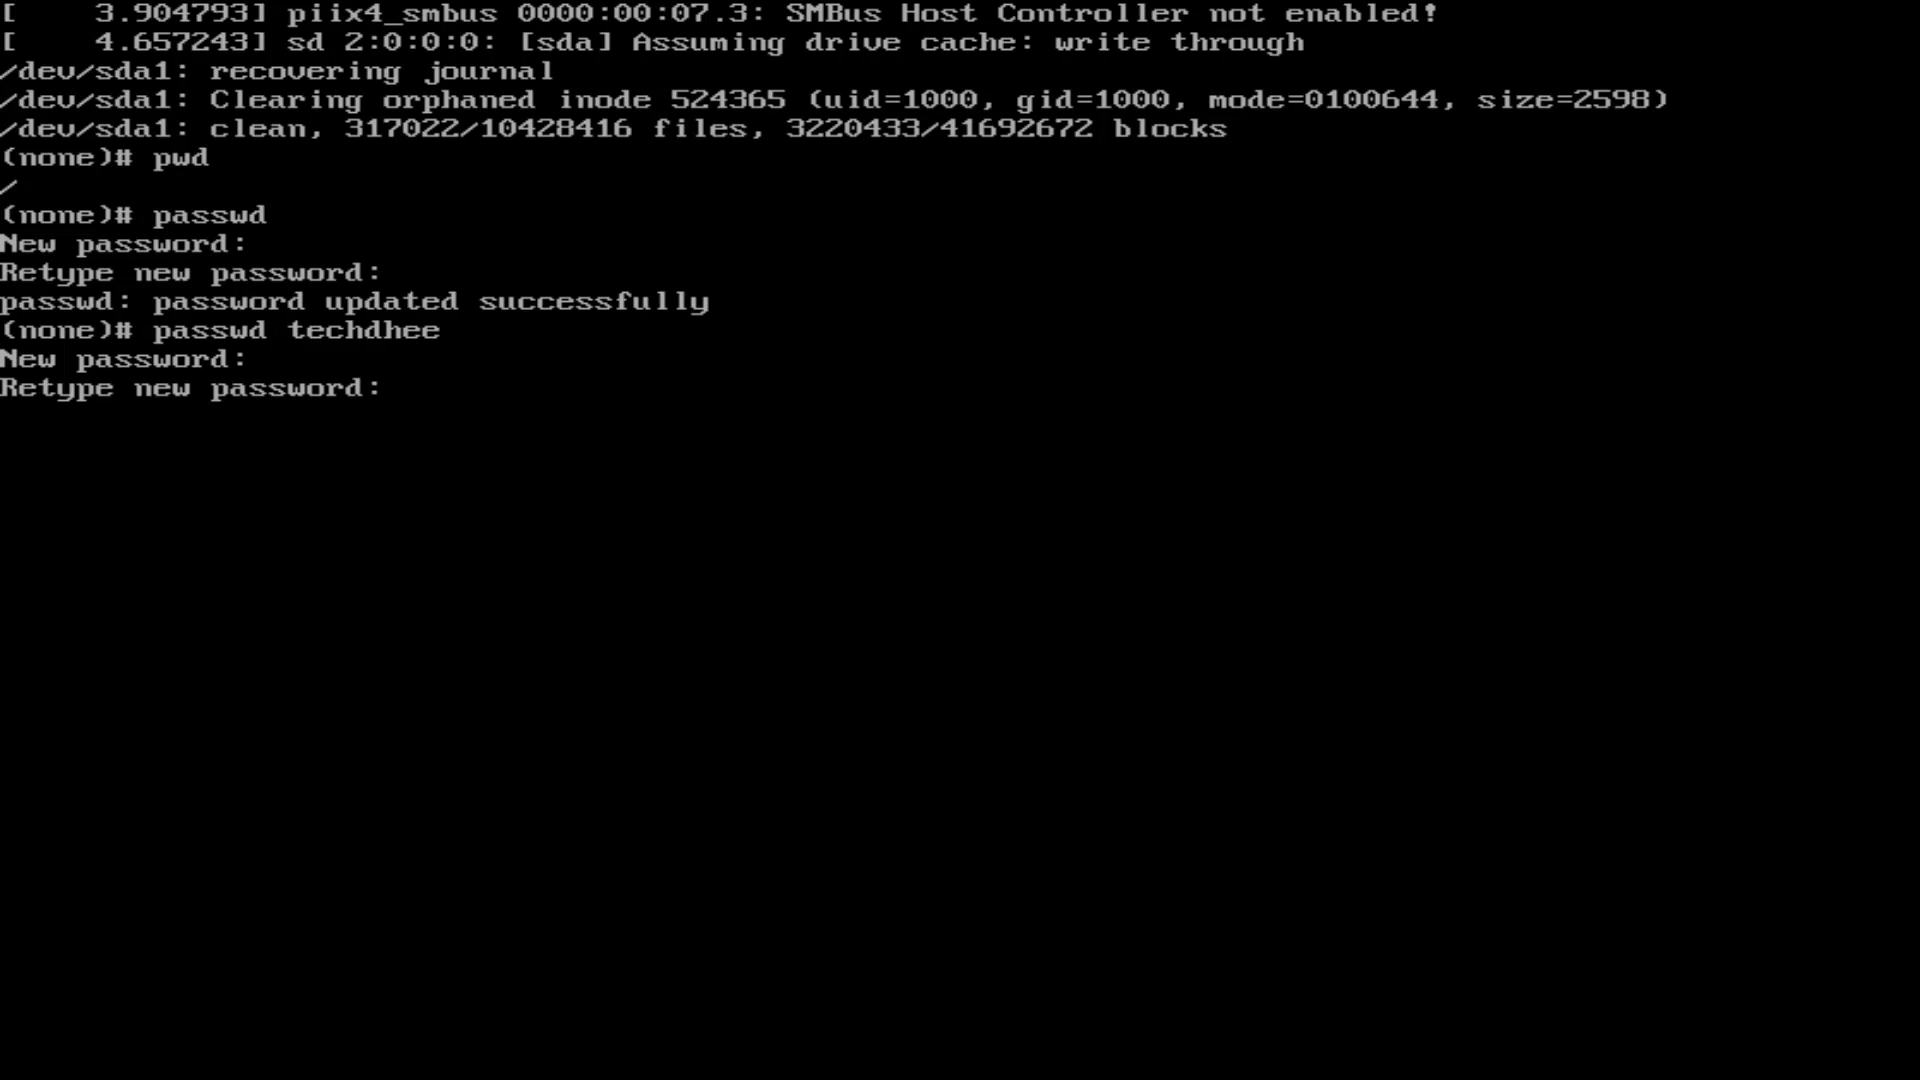 [    3.904793] piix4_smbus 0000:00:07.3: SMBus Host Controller not enabled!
[    4.657243] sd 2:0:0:0: [sda] Assuming drive cache: write through
/dev/sda1: recovering journal
/dev/sda1: Clearing orphaned inode 524365 (uid=1000, gid=1000, mode=0100644, size=2598)
/dev/sda1: clean, 317022/10428416 files, 3220433/41692672 blocks
(none)# pwd
/
(none)# passwd
New password:
Retype new password:
passwd: password updated successfully
(none)# passwd techdhee
New password:
Retype new password: